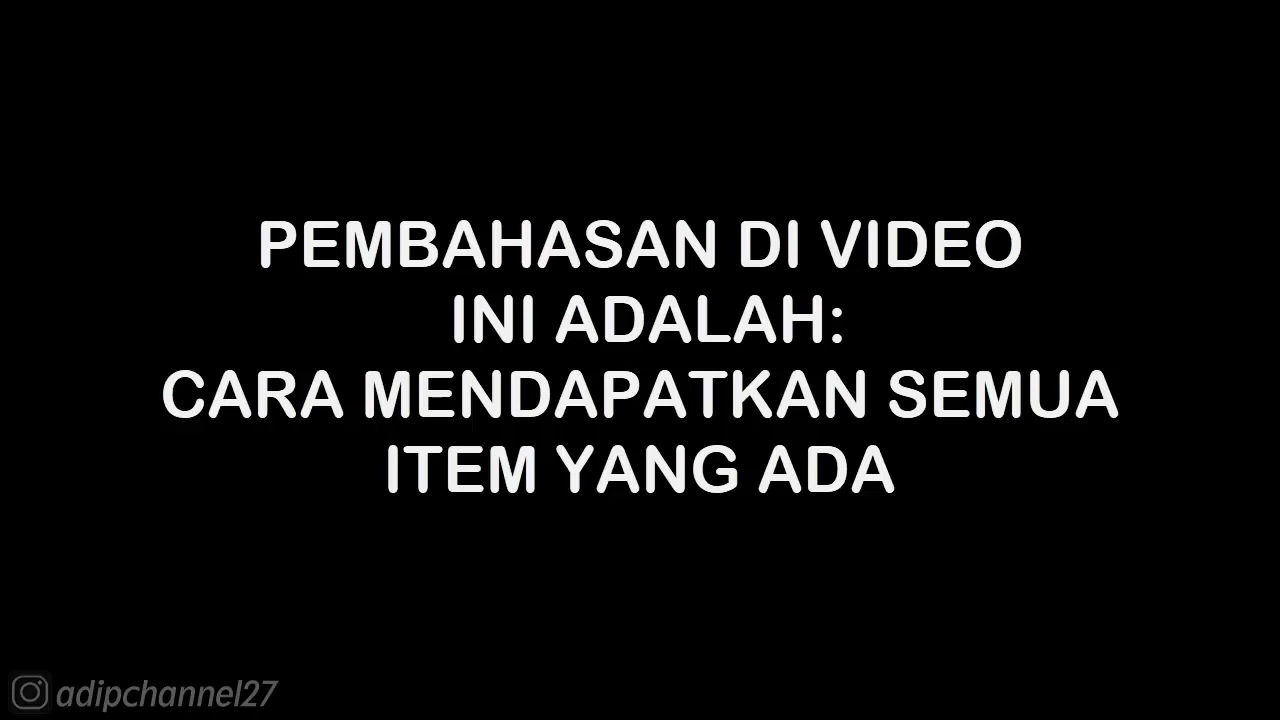 PEMBAHASAN DI VIDEO
INI ADALAH:
CARA MENDAPATKAN SEMUA
ITEM YANG ADA
adipchannel27